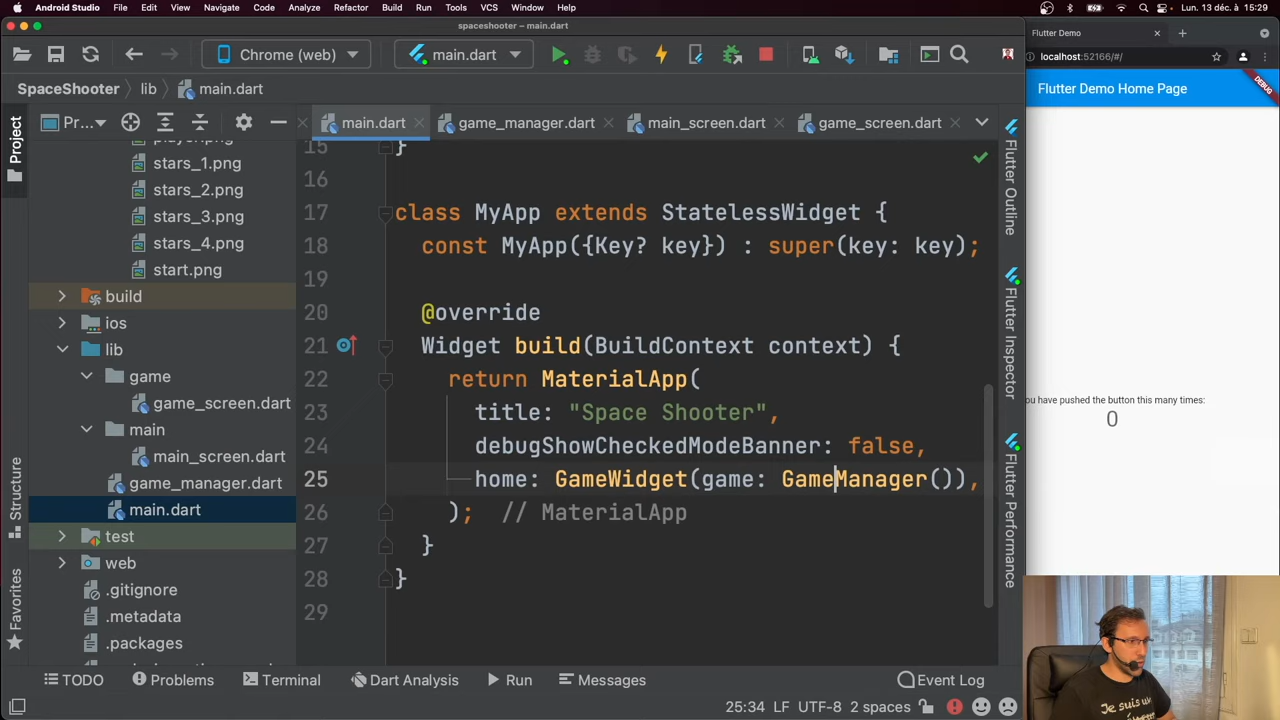 Android Studio File Edit View Navigate Code Analyze Refactor Build Run Tools VCS Window Help
Lun. 13 déc. à 15:29
spaceshooter – main.dart
Flutter Demo
Chrome (web)
main.dart
localhost:52166/#/
SpaceShooter
lib
main.dart
Flutter Demo Home Page
DEBUG
Project
Pr...
main.dart
game_manager.dart
main_screen.dart
game_screen.dart
stars_1.png
stars_2.png
stars_3.png
stars_4.png
start.png
build
ios
lib
game
game_screen.dart
main
main_screen.dart
game_manager.dart
main.dart
test
web
.gitignore
.metadata
.packages
Structure
Favorites
15 }
16
17 class MyApp extends StatelessWidget {
18 const MyApp({Key? key}) : super(key: key);
19
20 @override
21 Widget build(BuildContext context) {
22 return MaterialApp(
23 title: "Space Shooter",
24 debugShowCheckedModeBanner: false,
25 home: GameWidget(game: GameManager()),
26 ); // MaterialApp
27 }
28 }
29
Flutter Outline
Flutter Inspector
Flutter Performance
ou have pushed the button this many times:
0
Je suis
TODO
Problems
Terminal
Dart Analysis
Run
Messages
Event Log
25:34 LF UTF-8 2 spaces